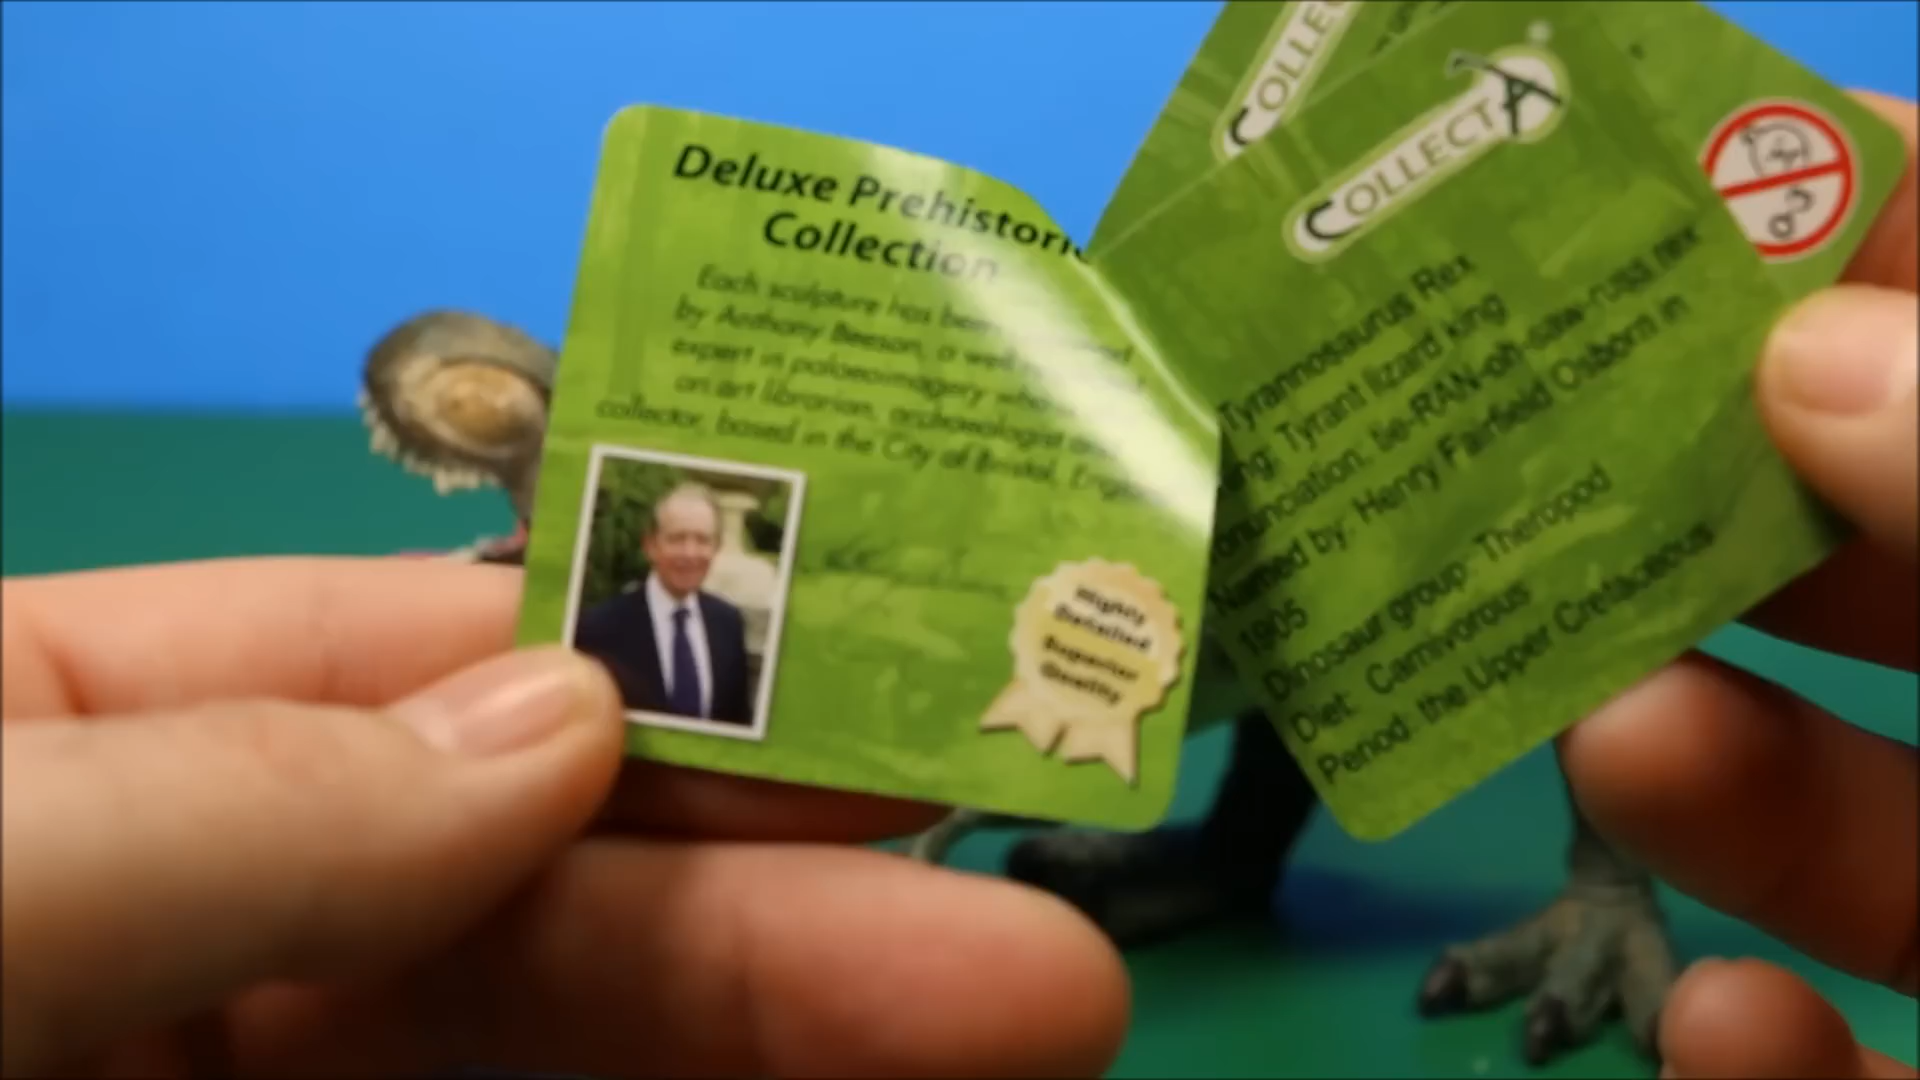 Deluxe Prehistoric
Collection
Each sculpture has been
by Anthony Beeson, a well
expert in palaeoimagery who
an art librarian, archaeologist
collector, based in the City of Bristol,
Highly
Detailed
Superior
Quality
COLLEC
COLLECTA
Tyrannosaurus Rex
Tyrant lizard king
tie-RAN-oh-saw-russ rex
Named by: Henry Fairfield Osborn in
1905
Dinosaur group: Theropod
Diet: Carnivorous
Period: the Upper Cretaceous